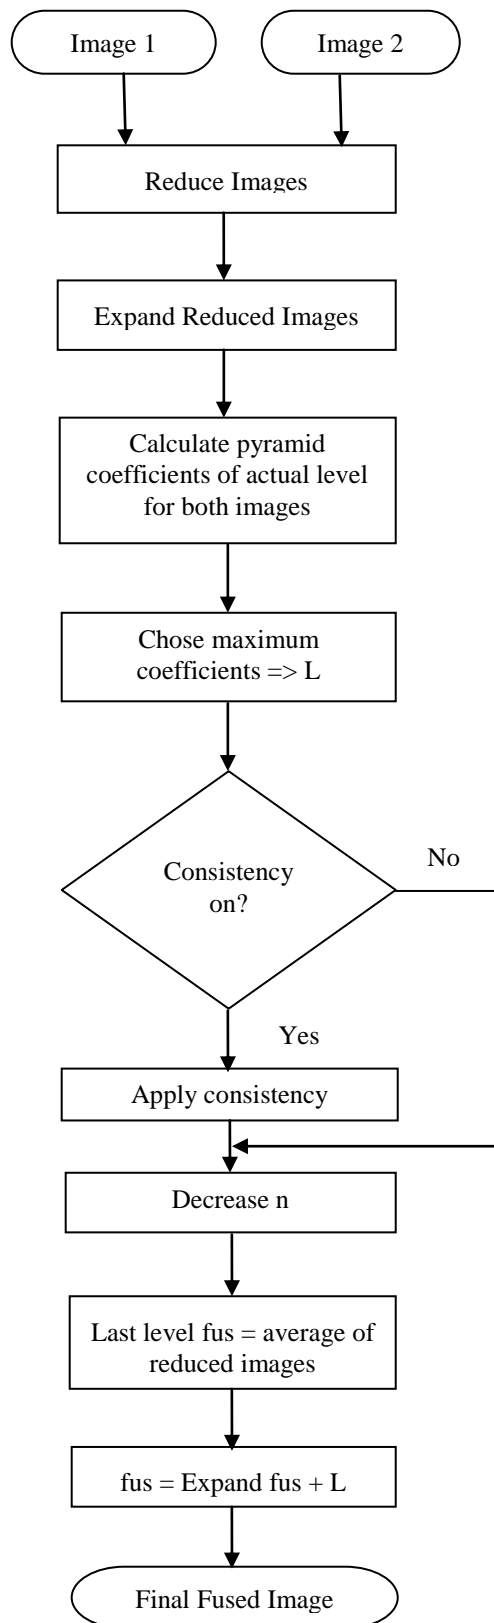 Image 1
Image 2
Reduce Images
Expand Reduced Images
Calculate pyramid
coefficients of actual level
for both images
Chose maximum
coefficients => L
Consistency
on?
No
Yes
Apply consistency
Decrease n
Last level fus = average of
reduced images
fus = Expand fus + L
Final Fused Image